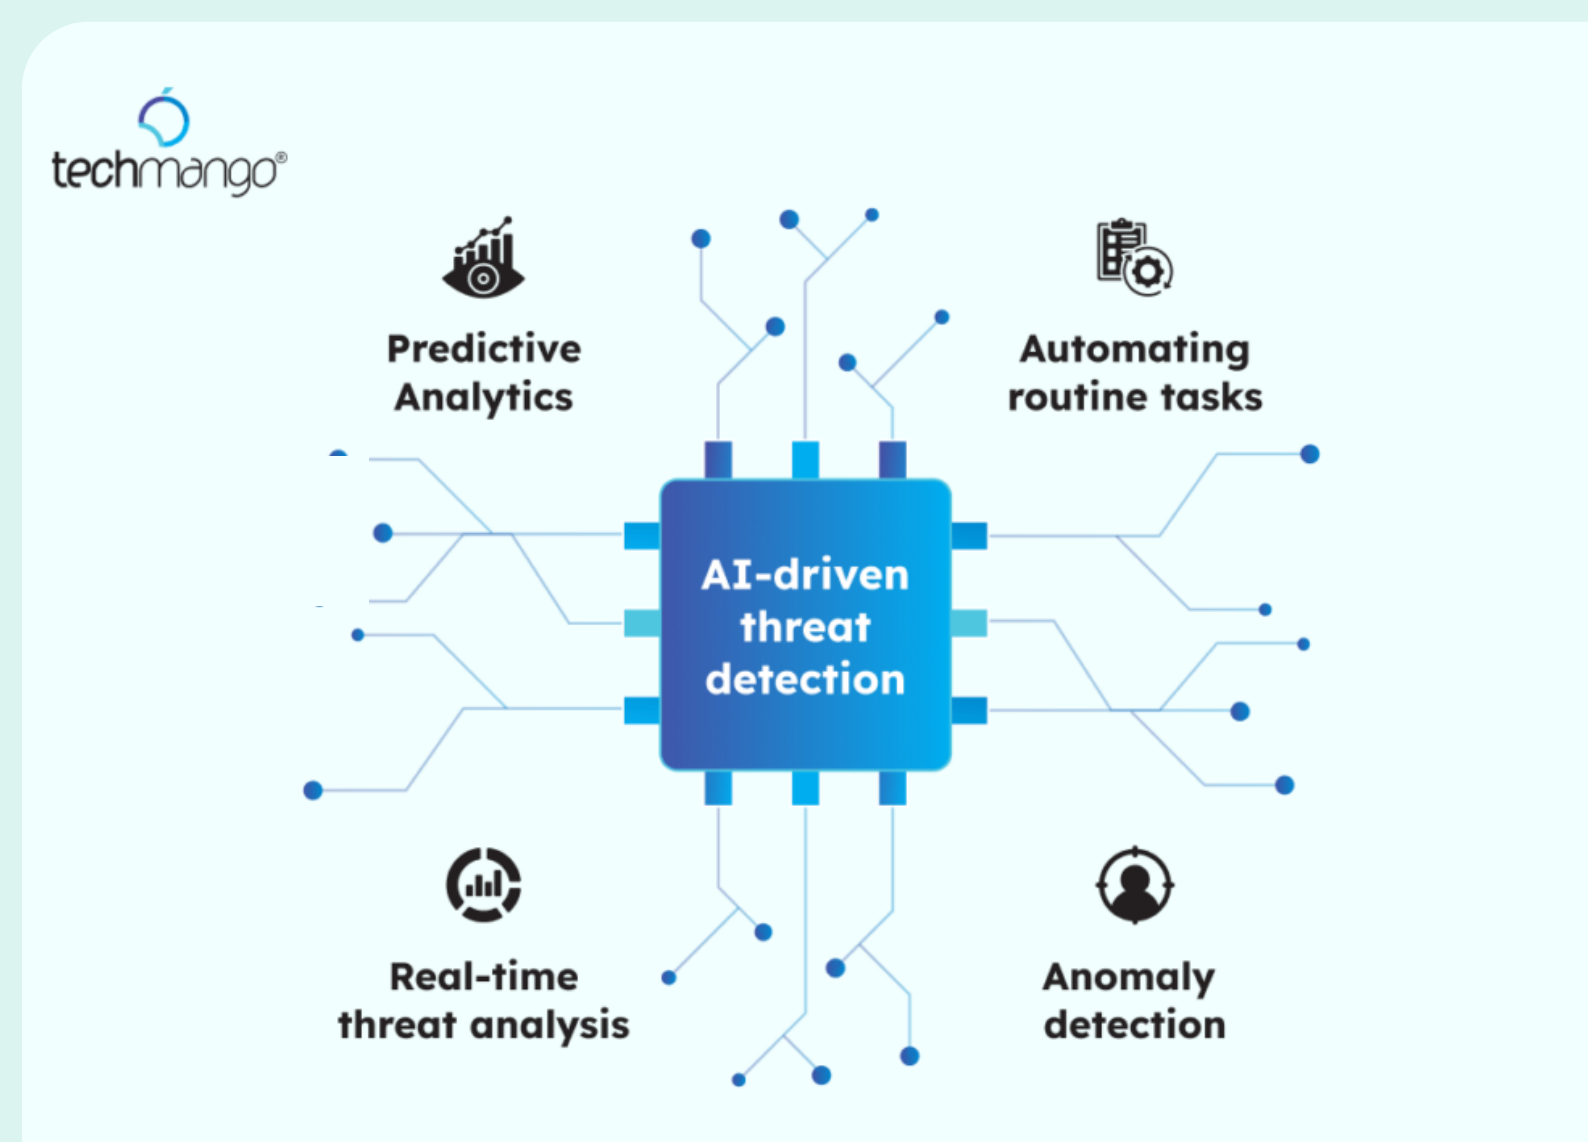 techmango®
Predictive
Analytics
Automating
routine tasks
AI-driven
threat
detection
Real-time
threat analysis
Anomaly
detection